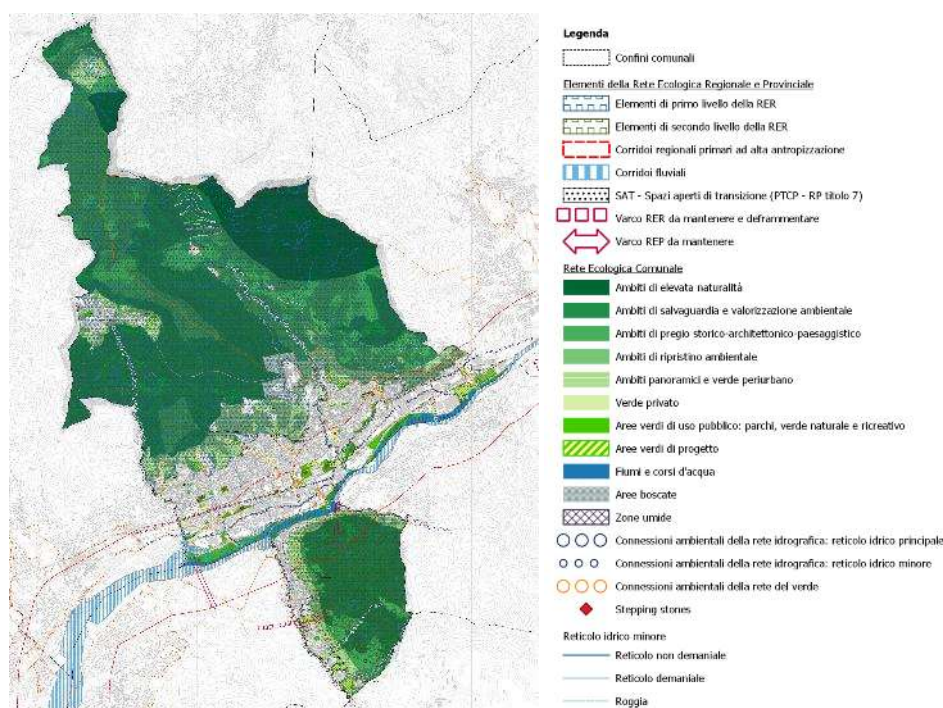 Legenda
Confini comunali
Elementi della Rete Ecologica Regionale e Provinciale
Elementi di primo livello della RER
Elementi di secondo livello della RER
Corridoi regionali primari ad alta antropizzazione
Corridoi fluviali
SAT - Spazi aperti di transizione (PTCP - RP titolo 7)
Varco RER da mantenere e deframmentare
Varco REP da mantenere
Rete Ecologica Comunale
Ambiti di elevata naturalità
Ambiti di salvaguardia e valorizzazione ambientale
Ambiti di pregio storico-architettonico-paesaggistico
Ambiti di ripristino ambientale
Ambiti panoramici e verde periurbano
Verde privato
Aree verdi di uso pubblico: parchi, verde naturale e ricreativo
Aree verdi di progetto
Fiumi e corsi d'acqua
Aree boscate
Zone umide
Connessioni ambientali della rete idrografica: reticolo idrico principale
Connessioni ambientali della rete idrografica: reticolo idrico minore
Connessioni ambientali della rete del verde
Stepping stones
Reticolo idrico minore
Reticolo non demaniale
Reticolo demaniale
Roggia